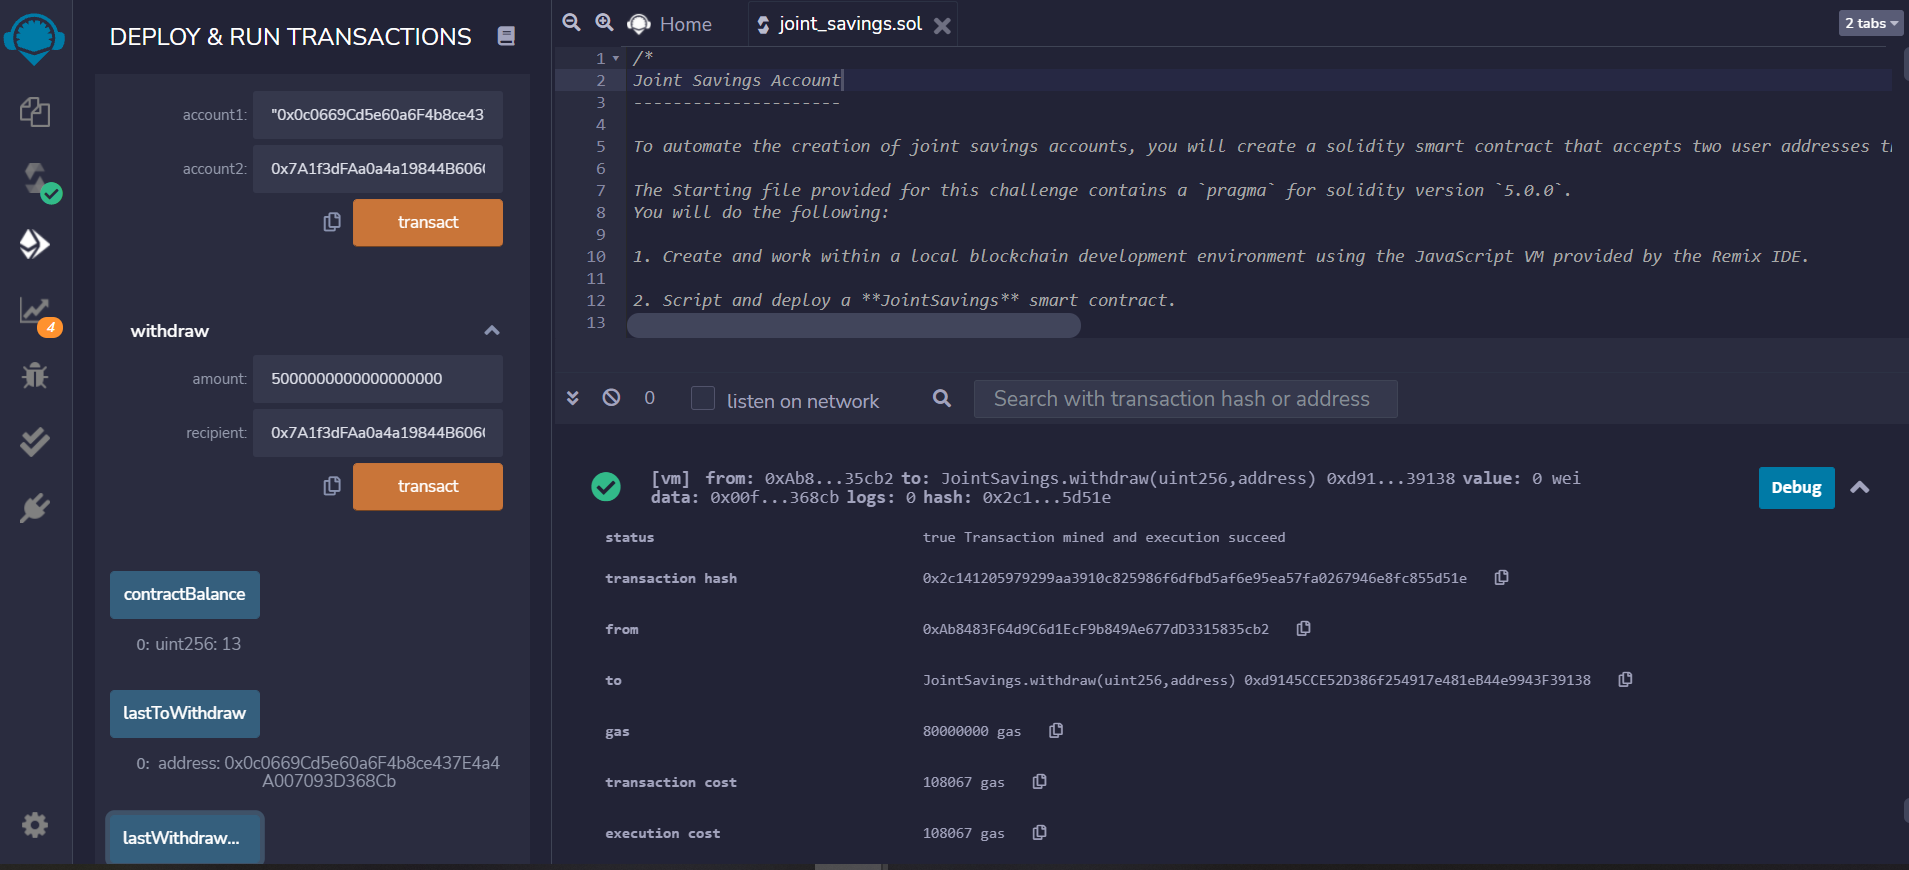 DEPLOY & RUN TRANSACTIONS
account1:
"0x0c0669Cd5e60a6F4b8ce43
account2:
0x7A1f3dFAa0a4a19844B606
transact
withdraw
amount:
5000000000000000000
recipient:
0x7A1f3dFAa0a4a19844B606
transact
contractBalance
0: uint256: 13
lastToWithdraw
0: address: 0x0c0669Cd5e60a6F4b8ce437E4a4
A007093D368Cb
lastWithdraw...
4
Home
joint_savings.sol
2 tabs
1 /*
2 Joint Savings Account
3 ---------------------
4
5 To automate the creation of joint savings accounts, you will create a solidity smart contract that accepts two user addresses
6
7 The Starting file provided for this challenge contains a `pragma` for solidity version `5.0.0`.
8 You will do the following:
9
10 1. Create and work within a local blockchain development environment using the JavaScript VM provided by the Remix IDE.
11
12 2. Script and deploy a **JointSavings** smart contract.
13
0
listen on network
Search with transaction hash or address
[vm] from: 0xAb8...35cb2 to: JointSavings.withdraw(uint256,address) 0xd91...39138 value: 0 wei
data: 0x00f...368cb logs: 0 hash: 0x2c1...5d51e
Debug
status true Transaction mined and execution succeed
transaction hash 0x2c141205979299aa3910c825986f6dfbd5af6e95ea57fa0267946e8fc855d51e
from 0xAb8483F64d9C6d1EcF9b849Ae677dD3315835cb2
to JointSavings.withdraw(uint256,address) 0xd9145CCE52D386f254917e481eB44e9943F39138
gas 80000000 gas
transaction cost 108067 gas
execution cost 108067 gas